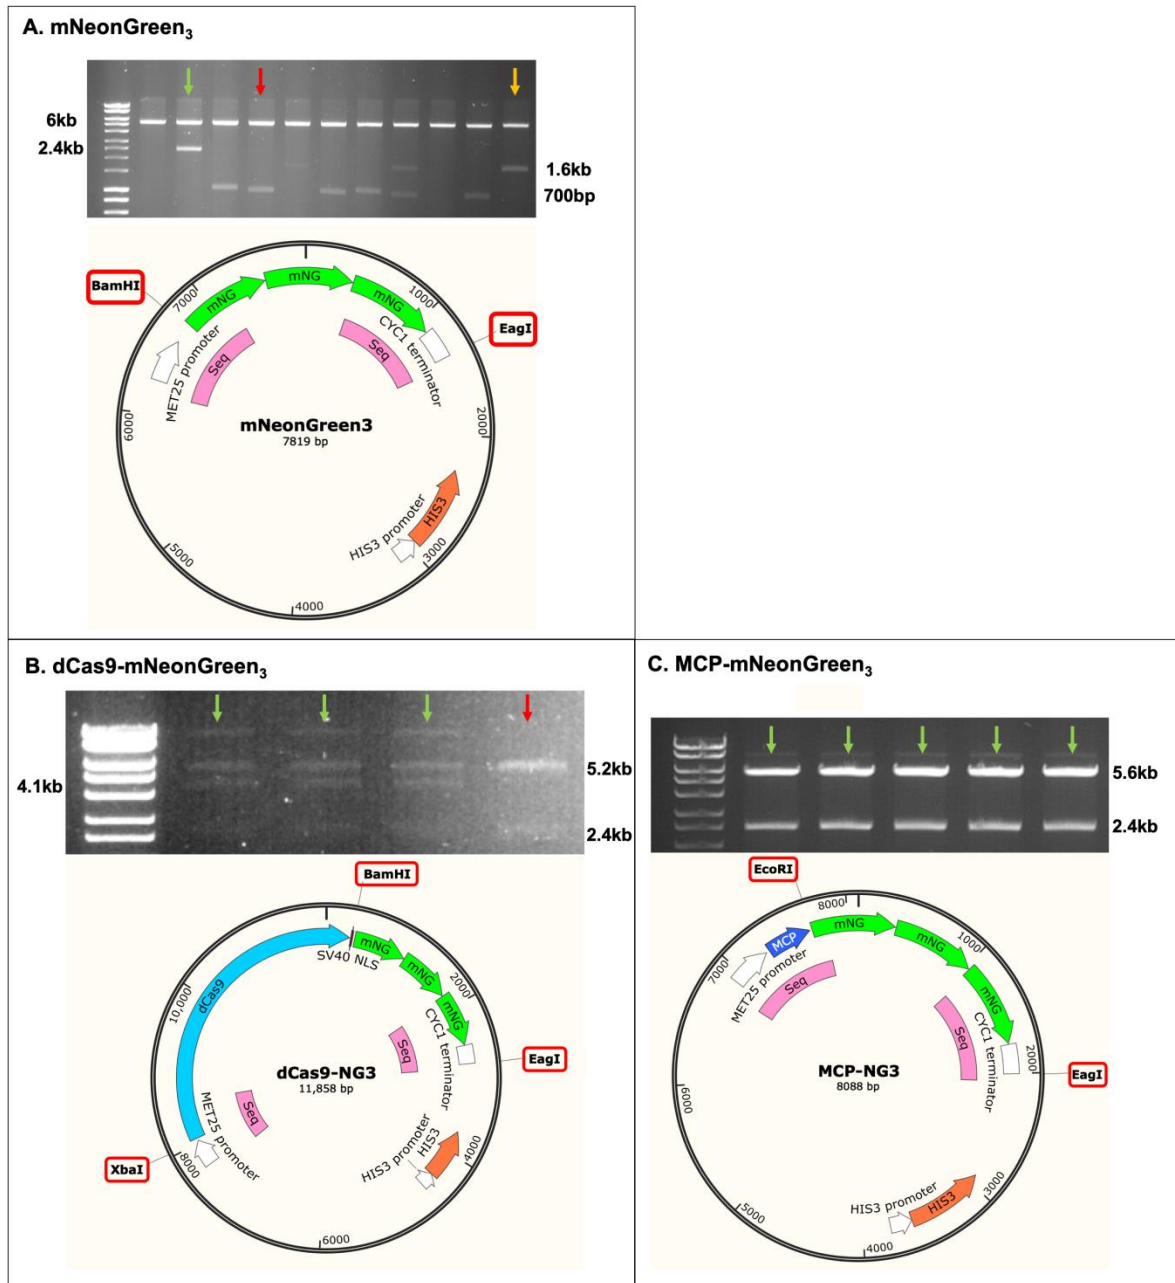 A. mNeonGreen₃
6kb
2.4kb
1.6kb
700bp
BamHI
EagI
7000
mNG
mNG
mNG
1000
MET25 promoter
Seq
Seq
CYC1 terminator
6000
2000
mNeonGreen3
7819 bp
HIS3 promoter
HIS3
5000
4000
3000
B. dCas9-mNeonGreen₃
4.1kb
5.2kb
2.4kb
BamHI
SV40 NLS
mNG
mNG
mNG
2000
10,000
dCas9
CYC1 terminator
Seq
Seq
EagI
dCas9-NG3
11,858 bp
MET25 promoter
XbaI
8000
HIS3 promoter
HIS3
4000
6000
C. MCP-mNeonGreen₃
5.6kb
2.4kb
EcoRI
8000
MCP
mNG
mNG
mNG
1000
7000
MET25 promoter
Seq
Seq
CYC1 terminator
2000
EagI
MCP-NG3
8088 bp
6000
HIS3 promoter
HIS3
5000
4000
3000